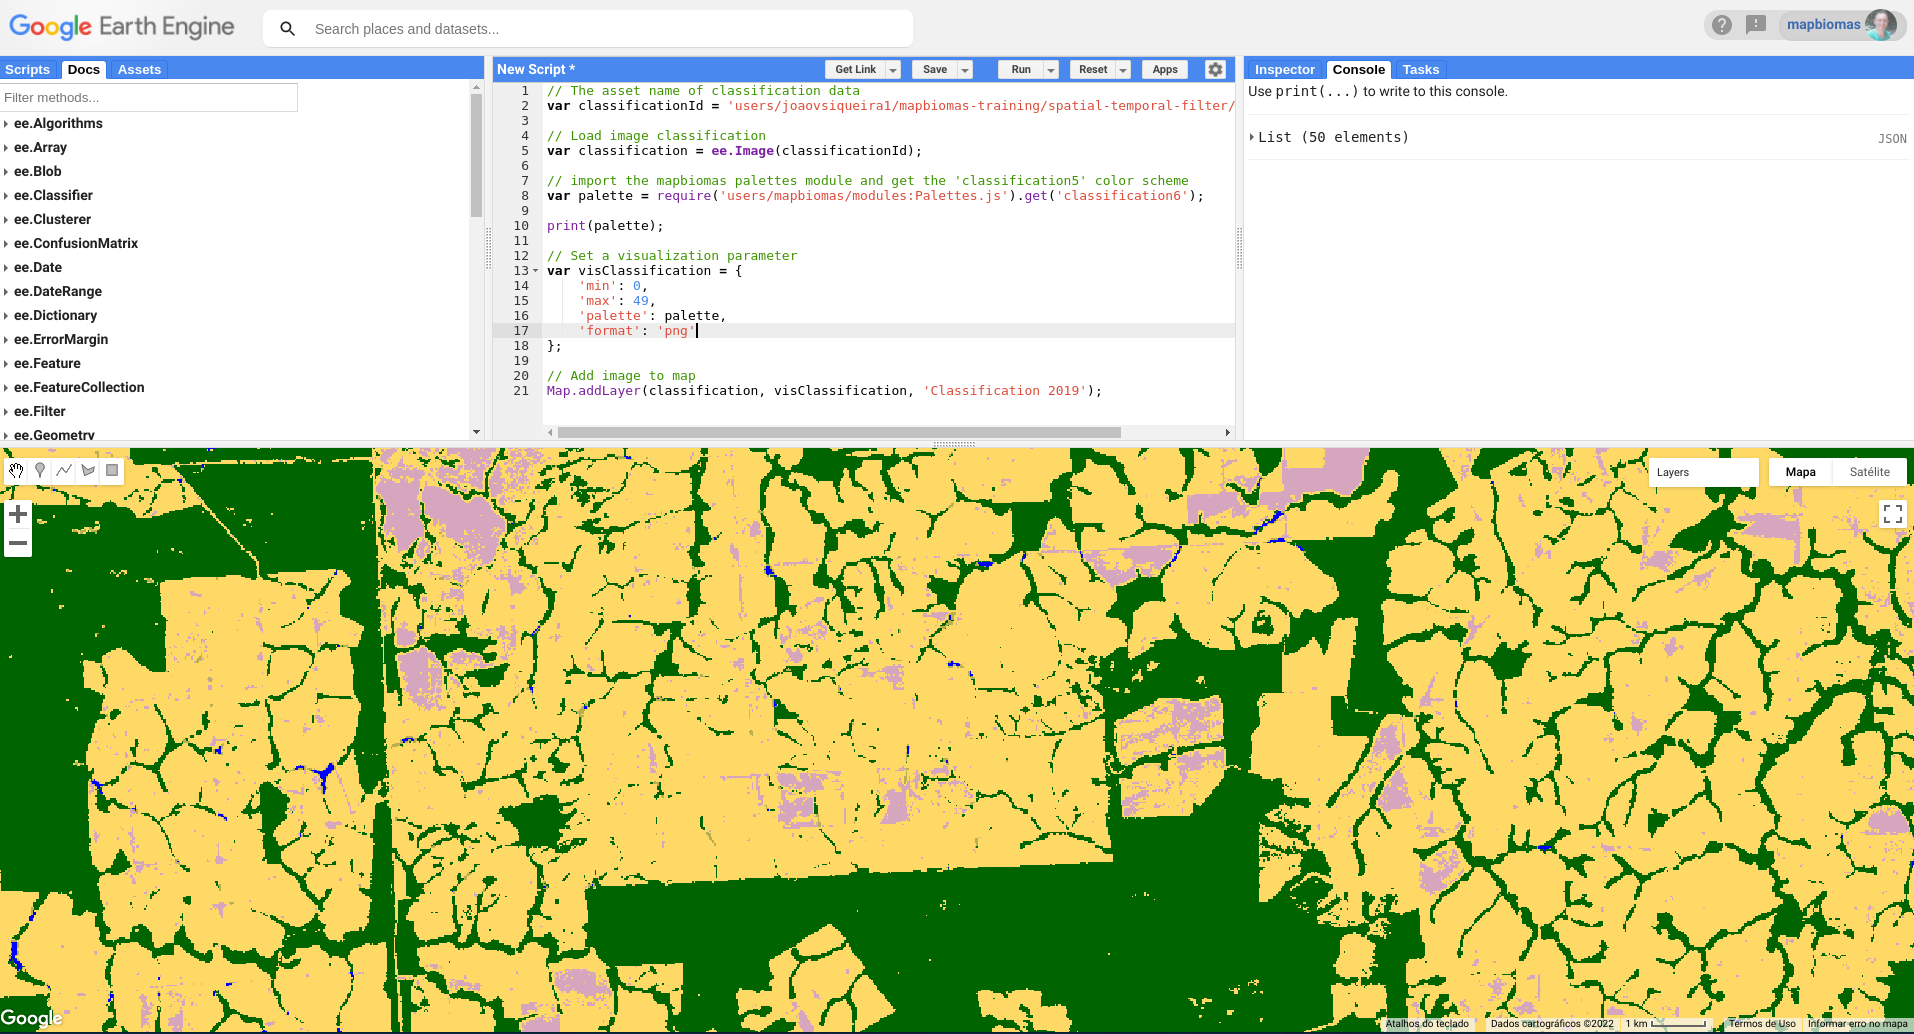 Google Earth Engine
Search places and datasets...
mapbiomas
Scripts Docs Assets
Filter methods...
ee.Algorithms
ee.Array
ee.Blob
ee.Classifier
ee.Clusterer
ee.ConfusionMatrix
ee.Date
ee.DateRange
ee.Dictionary
ee.ErrorMargin
ee.Feature
ee.FeatureCollection
ee.Filter
ee.Geometry
New Script * Get Link Save Run Reset Apps
1 // The asset name of classification data
2 var classificationId = 'users/joaovsiqueira1/mapbiomas-training/spatial-temporal-filter/
3
4 // Load image classification
5 var classification = ee.Image(classificationId);
6
7 // import the mapbiomas palettes module and get the 'classification5' color scheme
8 var palette = require('users/mapbiomas/modules:Palettes.js').get('classification6');
9
10 print(palette);
11
12 // Set a visualization parameter
13 var visClassification = {
14 'min': 0,
15 'max': 49,
16 'palette': palette,
17 'format': 'png'
18 };
19
20 // Add image to map
21 Map.addLayer(classification, visClassification, 'Classification 2019');
Inspector Console Tasks
Use print(...) to write to this console.
List (50 elements) JSON
Layers Mapa Satélite
Google
Atalhos do teclado Dados cartográficos ©2022 1 km Termos de Uso Informar erro no mapa